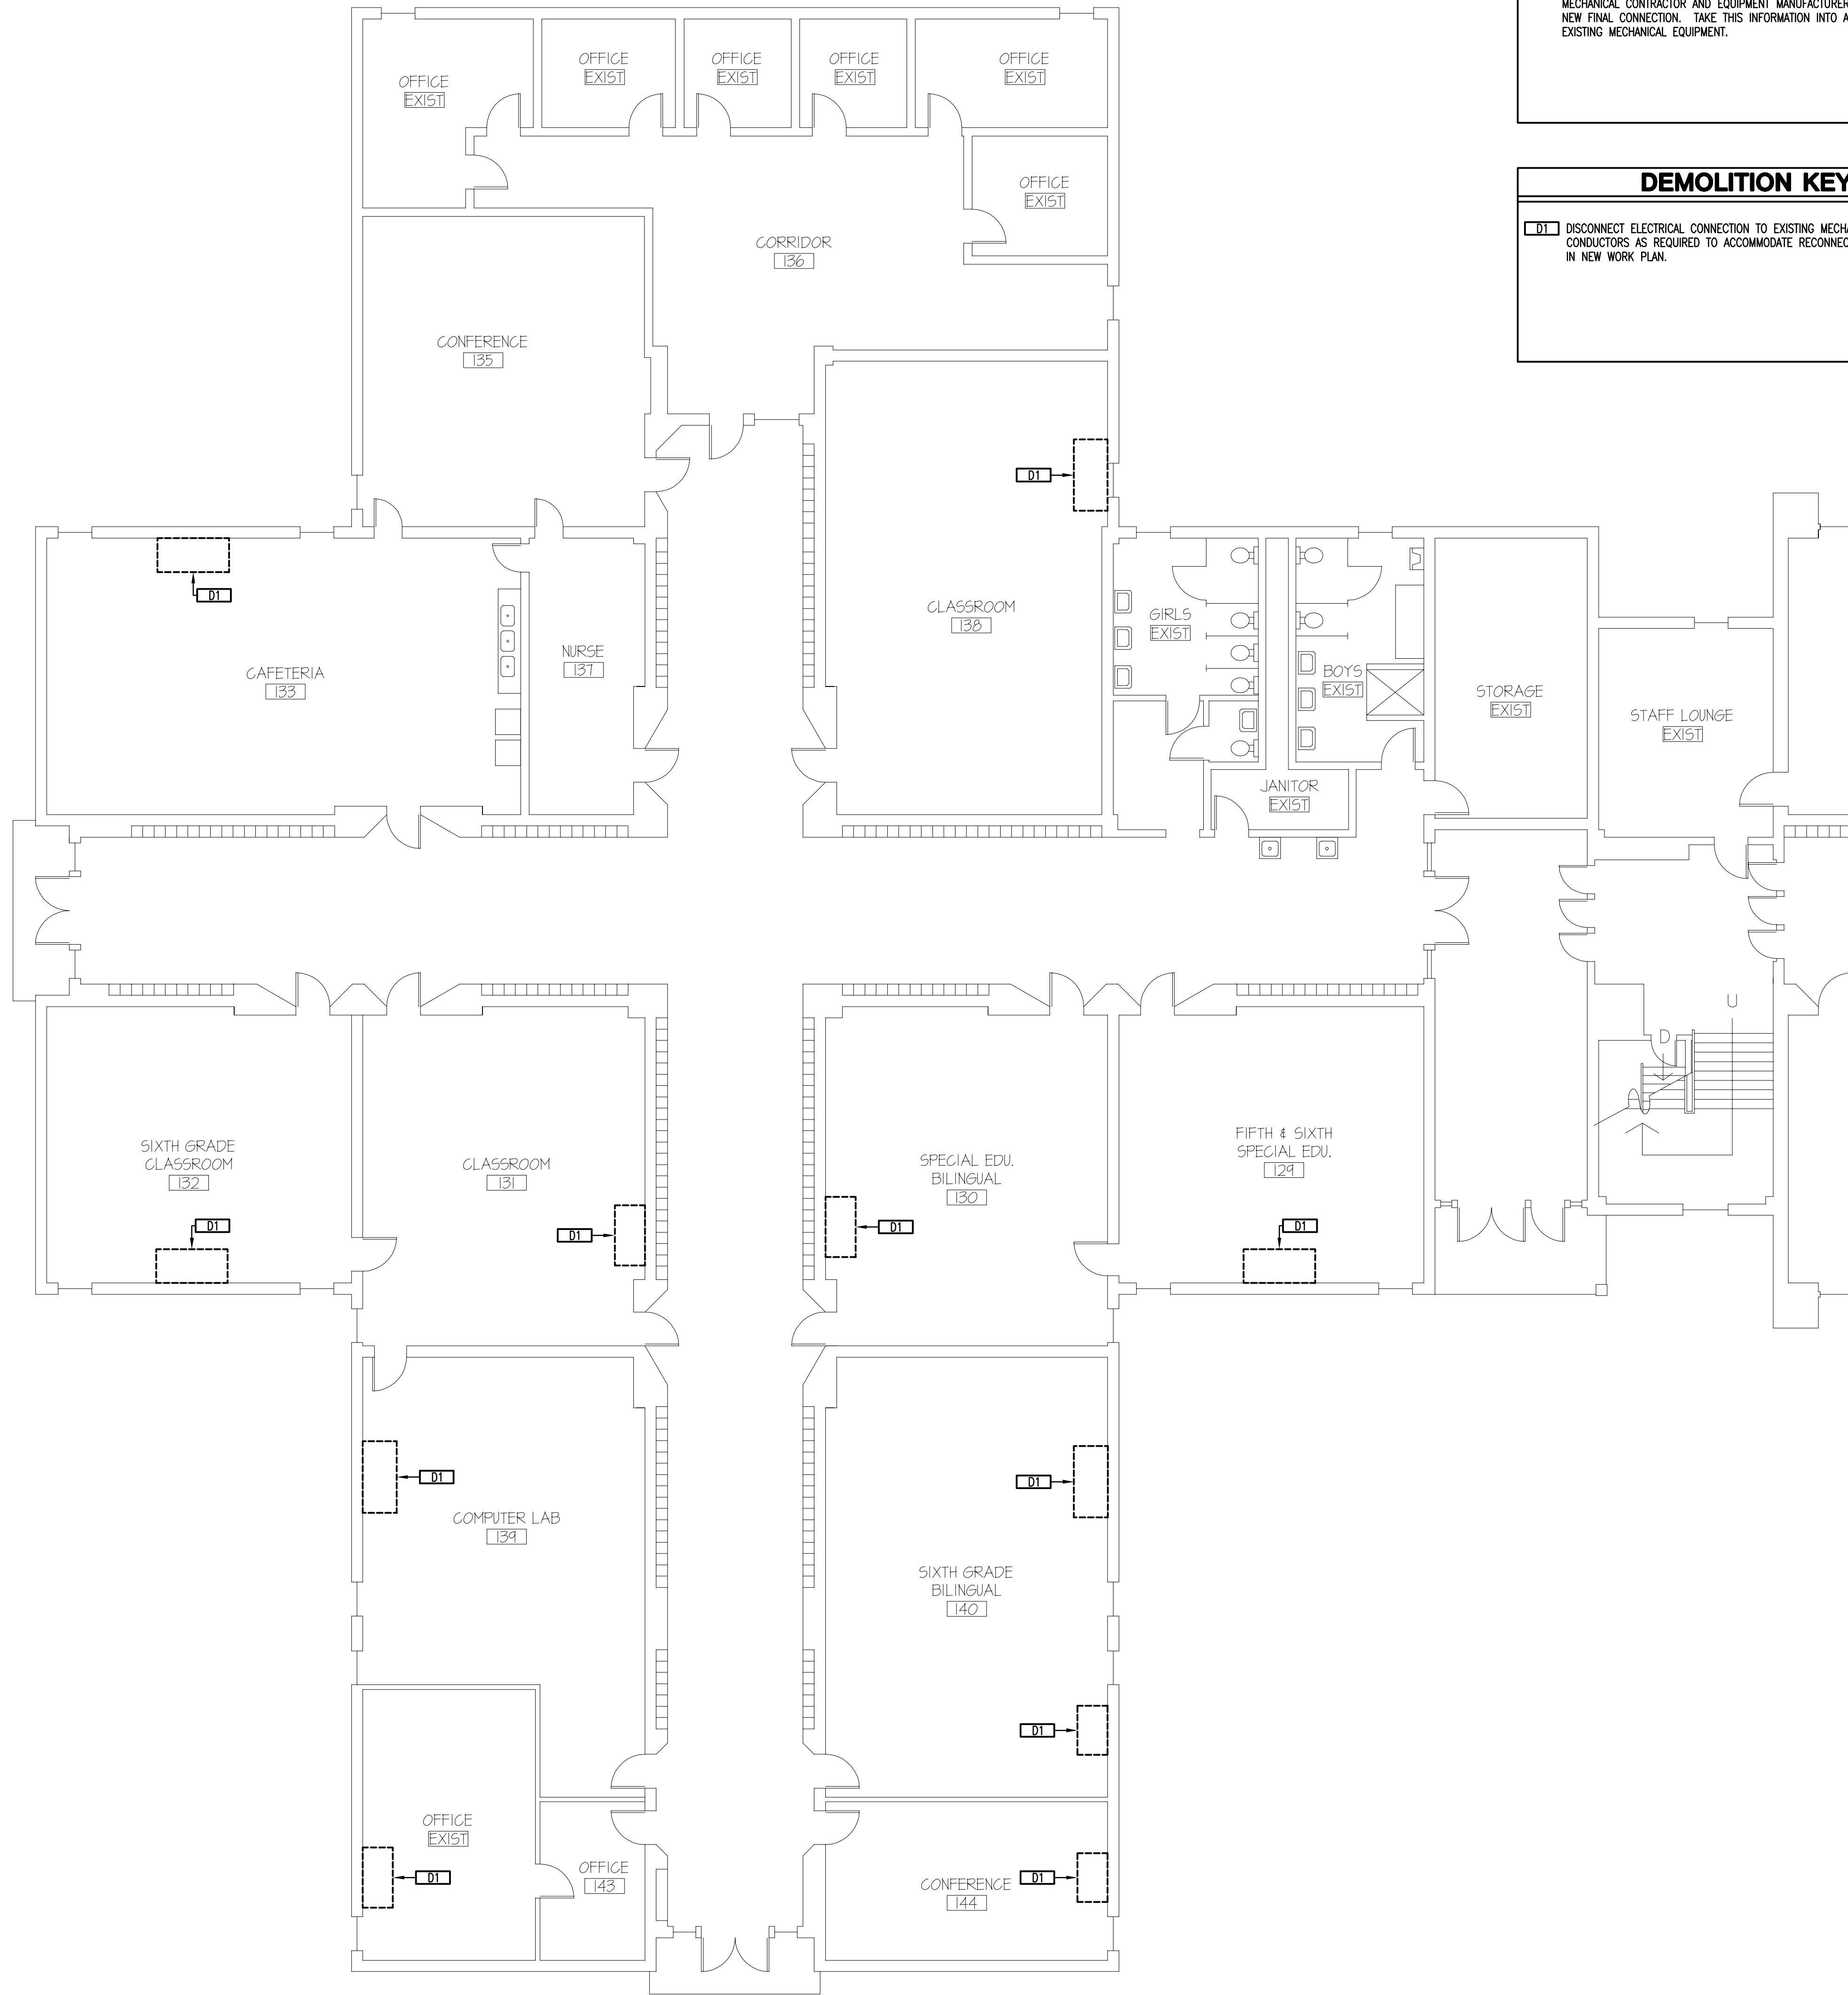 MECHANICAL CONTRACTOR AND EQUIPMENT MANUFACTURER
NEW FINAL CONNECTION. TAKE THIS INFORMATION INTO
EXISTING MECHANICAL EQUIPMENT.
DEMOLITION KEY
D1 DISCONNECT ELECTRICAL CONNECTION TO EXISTING
CONDUCTORS AS REQUIRED TO ACCOMMODATE
IN NEW WORK PLAN.
OFFICE
EXIST
OFFICE
EXIST
OFFICE
EXIST
OFFICE
EXIST
OFFICE
EXIST
OFFICE
EXIST
CORRIDOR
136
CONFERENCE
135
D1
D1
CLASSROOM
138
GIRLS
EXIST
NURSE
137
CAFETERIA
133
BOYS
EXIST
STORAGE
EXIST
STAFF LOUNGE
EXIST
JANITOR
EXIST
U
D
SIXTH GRADE
CLASSROOM
132
D1
CLASSROOM
131
D1
SPECIAL EDU.
BILINGUAL
130
D1
FIFTH & SIXTH
SPECIAL EDU.
129
D1
D1
COMPUTER LAB
139
D1
SIXTH GRADE
BILINGUAL
140
D1
OFFICE
EXIST
D1
OFFICE
143
CONFERENCE
144
D1